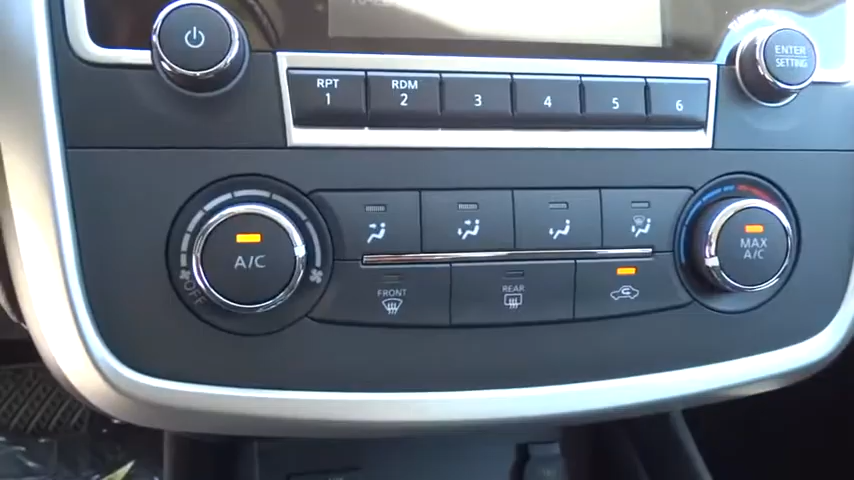 ENTER
SETTING
RPT
1
RDM
2
3
4
5
6
A/C
OFF
MAX
A/C
FRONT
REAR